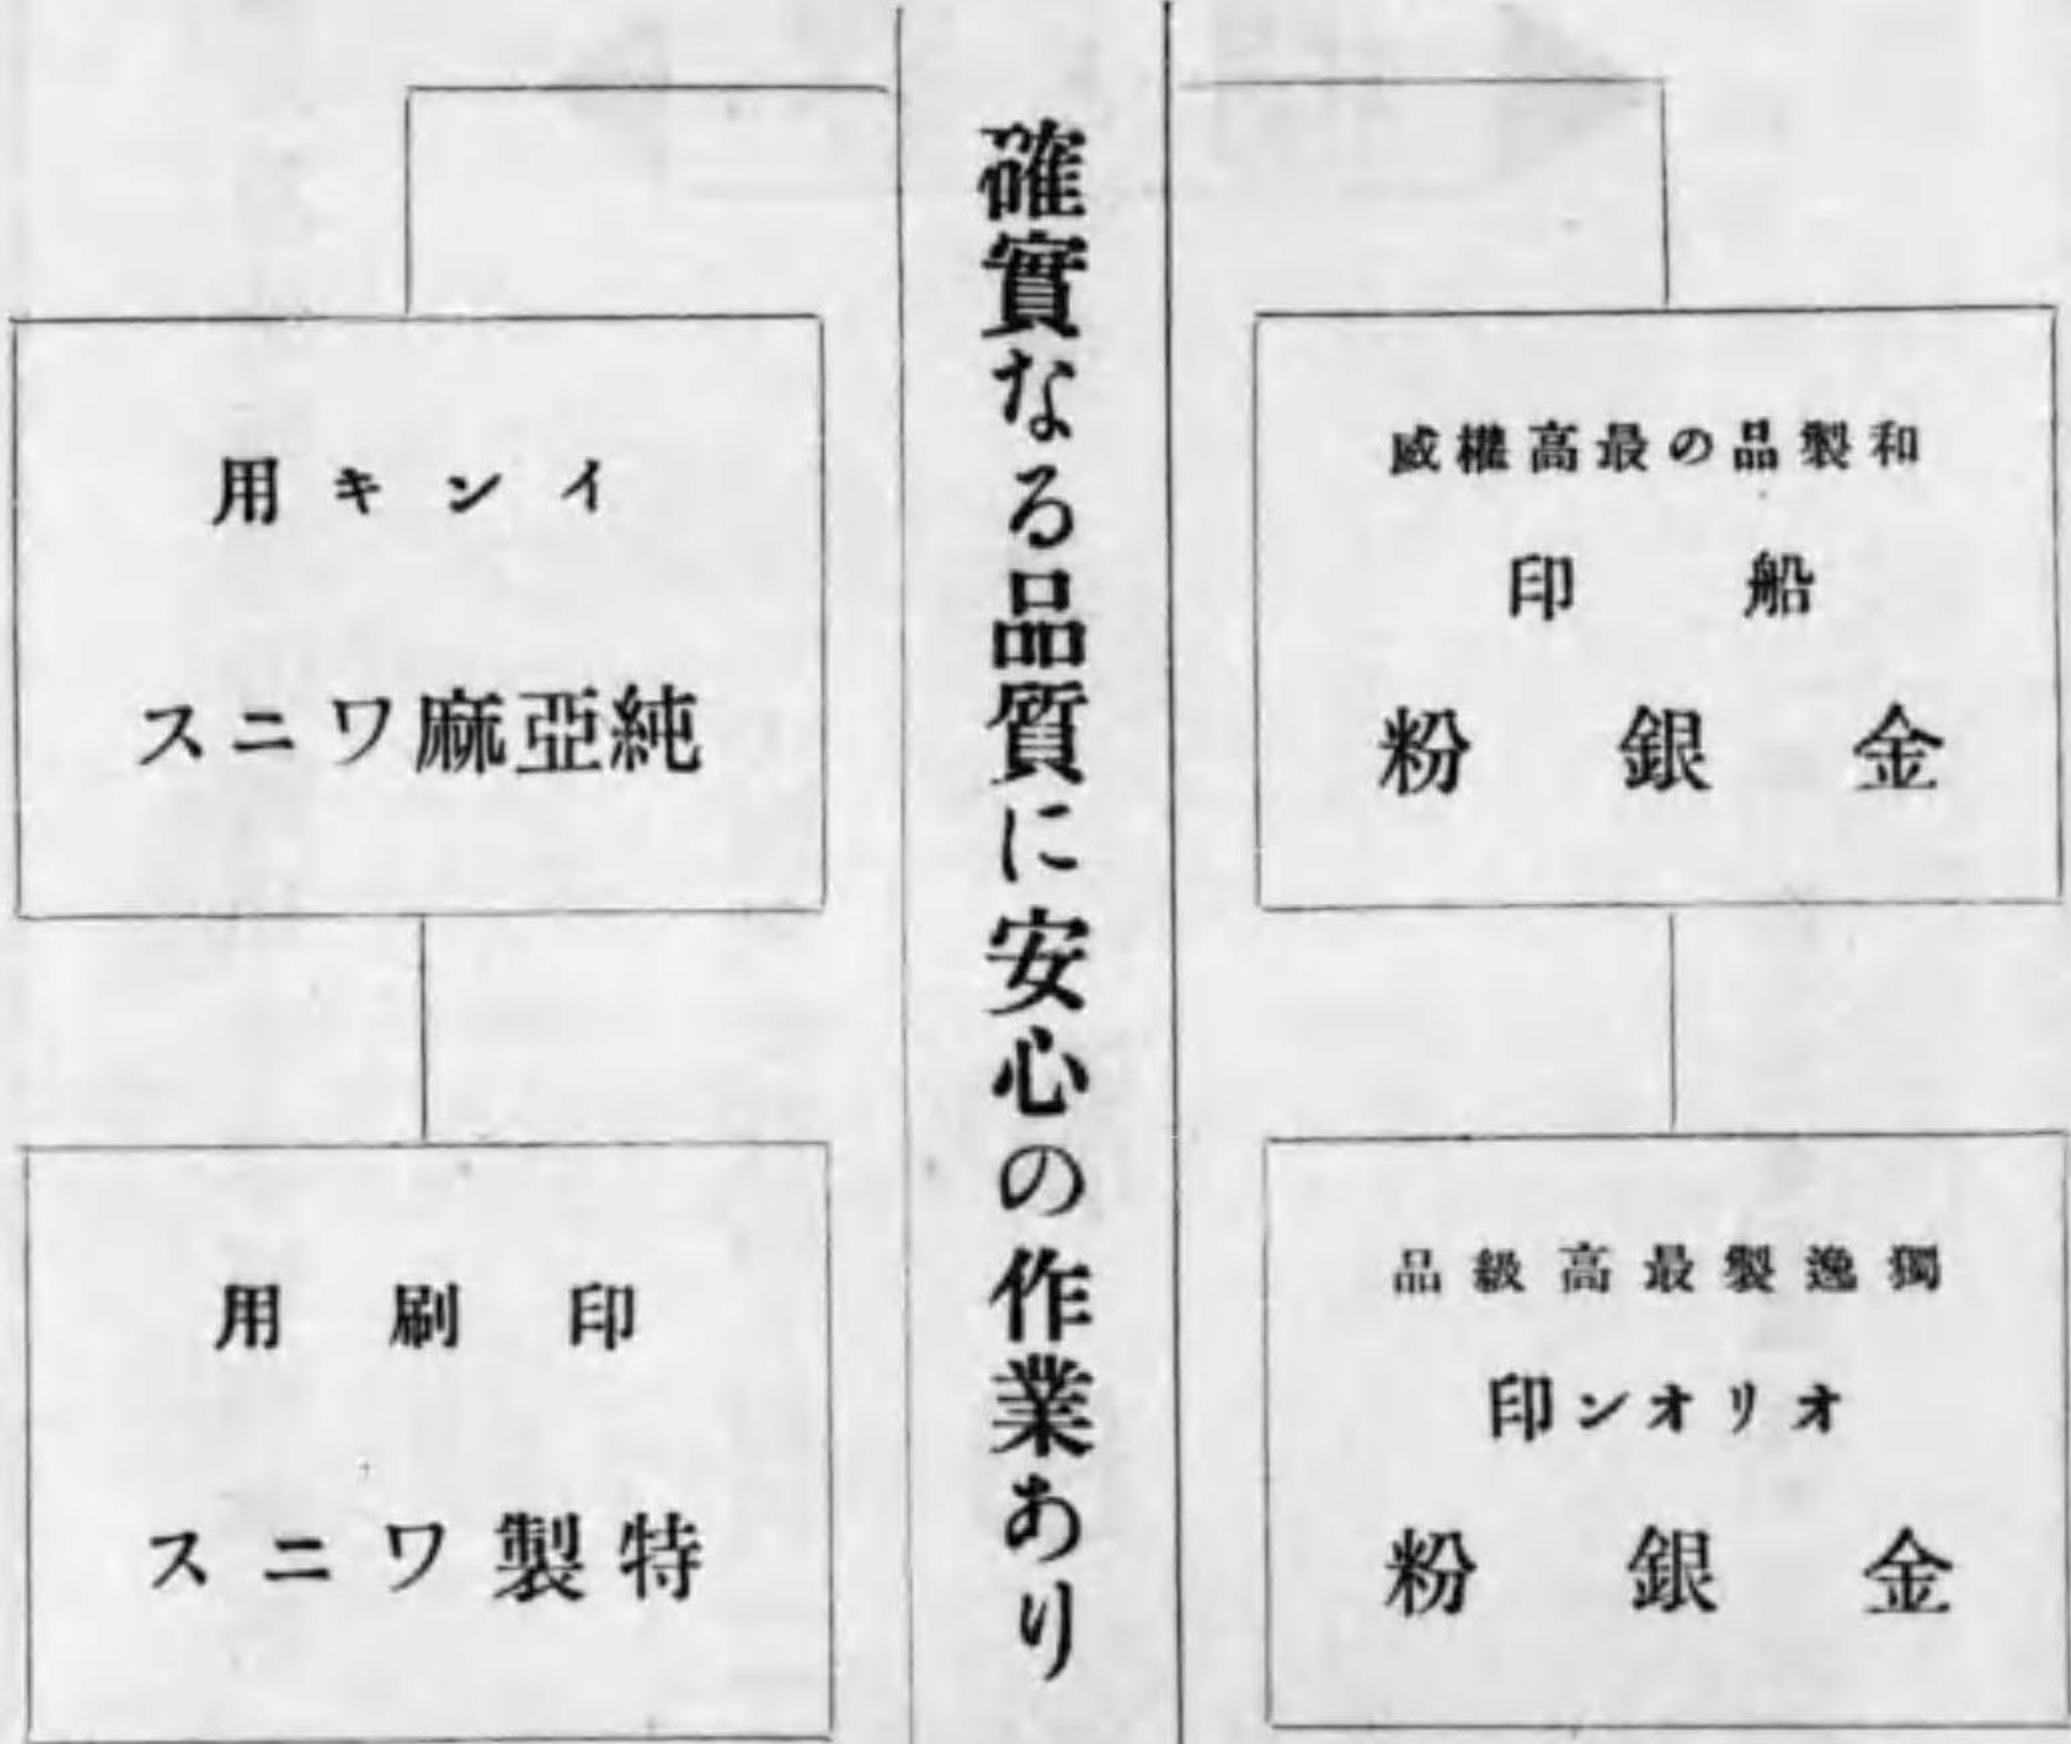 確實なる品質に安心の作業あり
和製品の最高權威
船印
金銀粉
獨逸製最高級品
オリオン印
金銀粉
インキ用
純亞麻ワニス
印刷用
特製ワニス